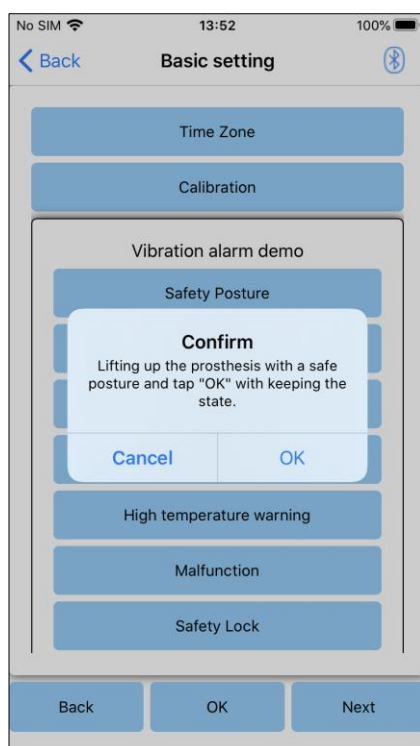 No SIM 13:52 100%
Back Basic setting
Time Zone
Calibration
Vibration alarm demo
Safety Posture
Confirm
Lifting up the prosthesis with a safe
posture and tap "OK" with keeping the
state.
Cancel OK
High temperature warning
Malfunction
Safety Lock
Back OK Next